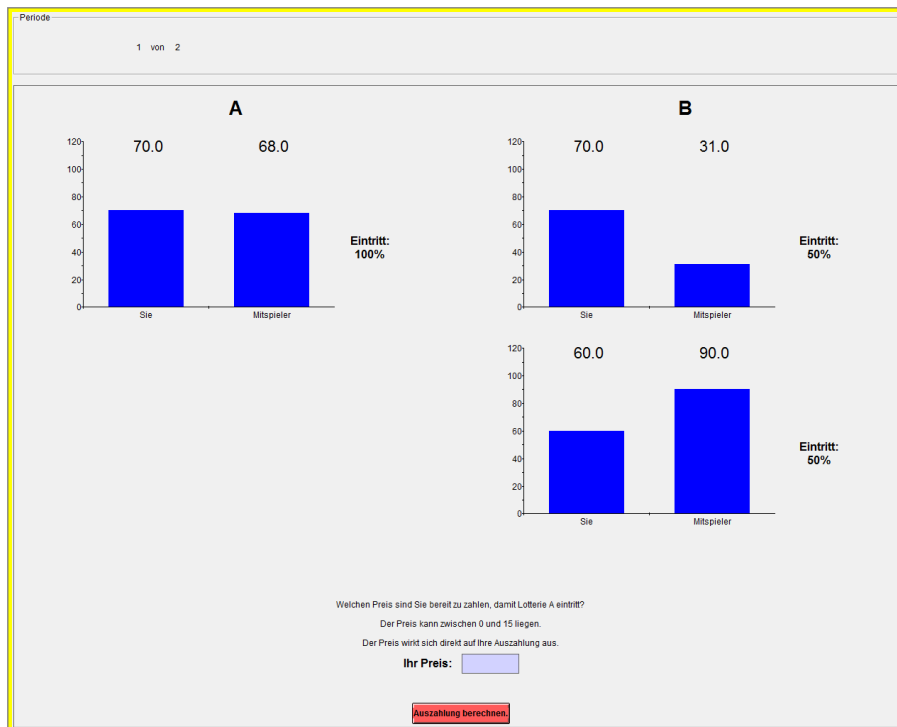 Periode
1 von 2
A
B
70.0 68.0
120
100
80
60
40
20
0
Sie Mitspieler
Eintritt:
100%
70.0 31.0
120
100
80
60
40
20
0
Sie Mitspieler
Eintritt:
50%
60.0 90.0
120
100
80
60
40
20
0
Sie Mitspieler
Eintritt:
50%
Welchen Preis sind Sie bereit zu zahlen, damit Lotterie A eintritt?
Der Preis kann zwischen 0 und 15 liegen.
Der Preis wirkt sich direkt auf Ihre Auszahlung aus.
Ihr Preis:
Auszahlung berechnen.